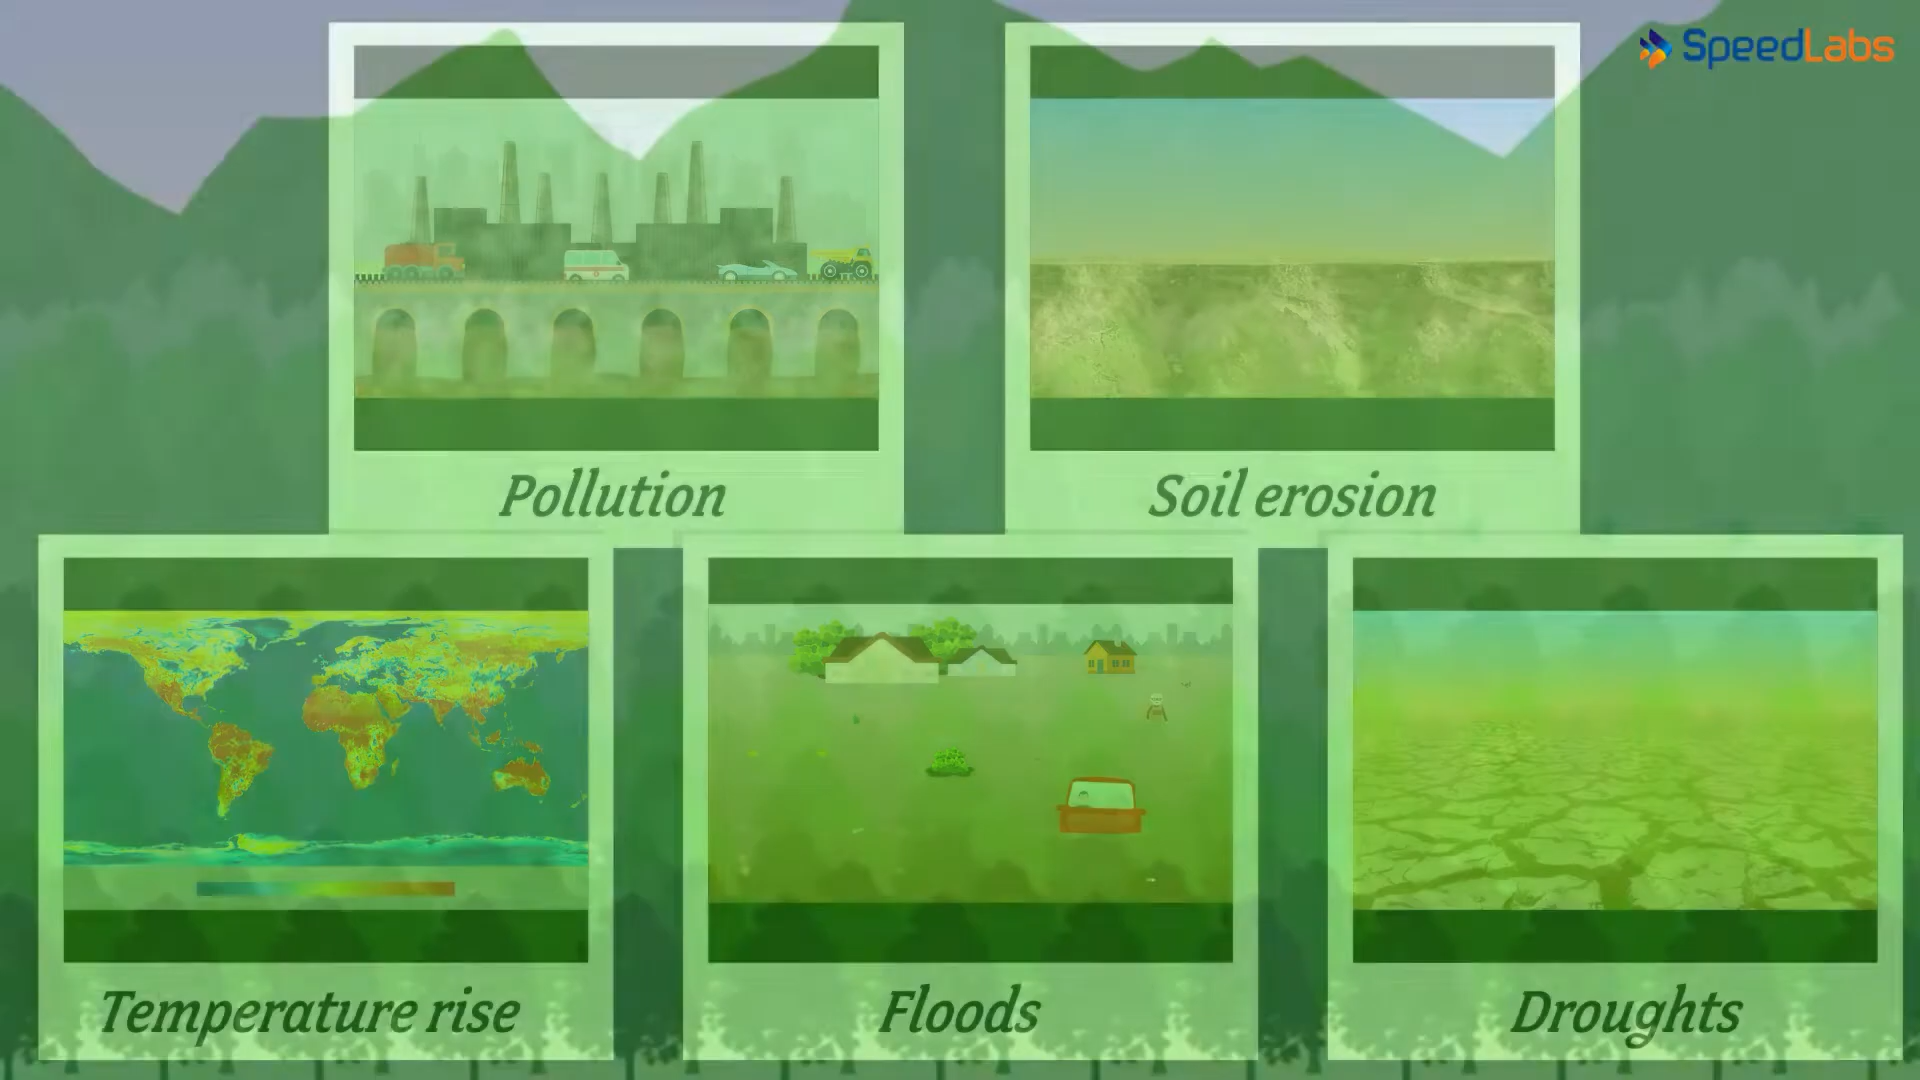 SpeedLabs
Pollution
Soil erosion
Temperature rise
Floods
Droughts